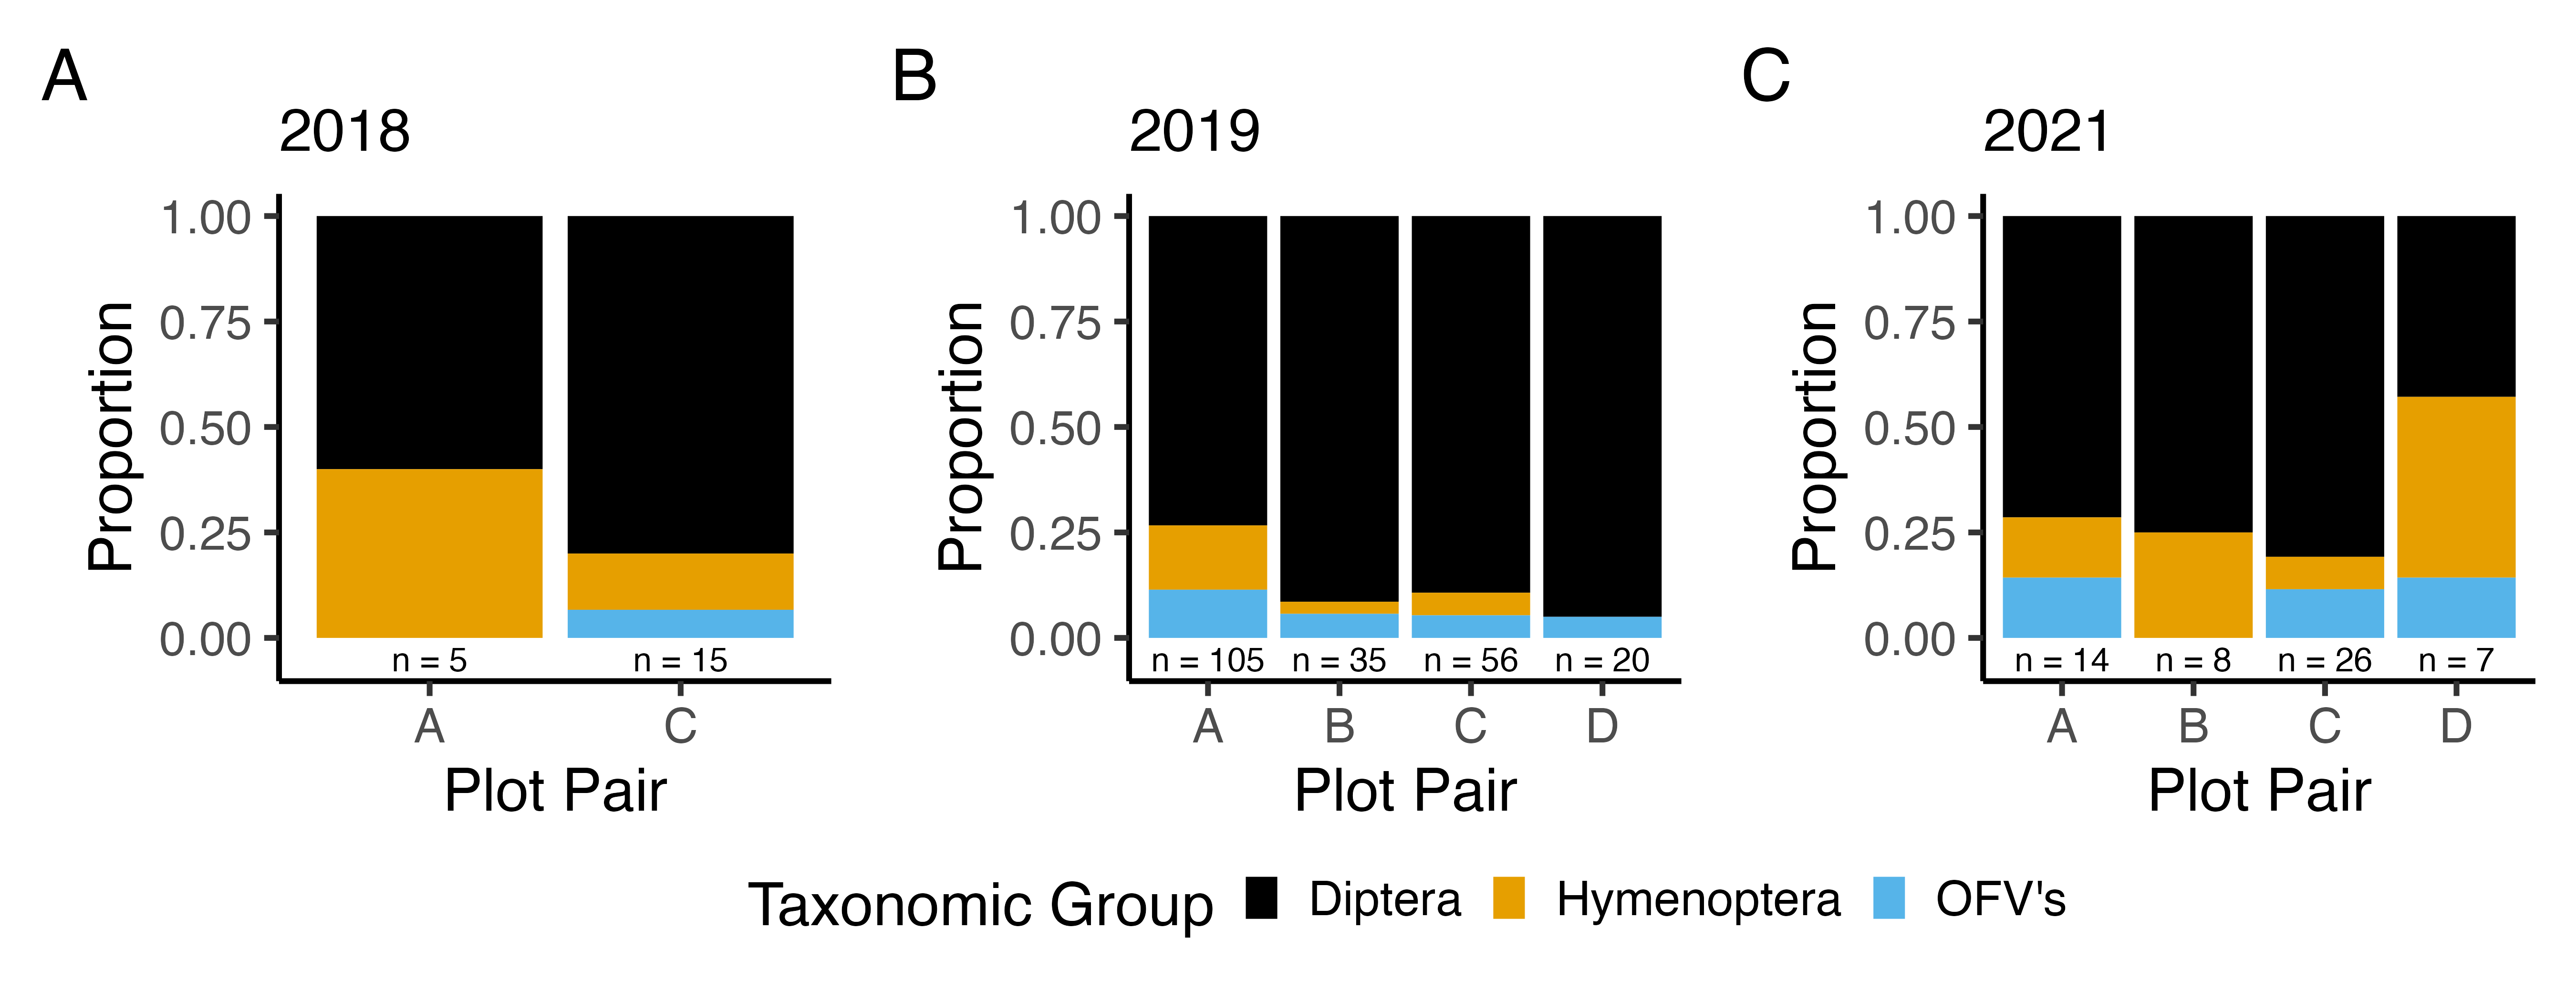 A
B
C
2018
2019
2021
Proportion
1.00
0.75
0.50
0.25
0.00
n = 5
n = 15
A
C
Plot Pair
Proportion
1.00
0.75
0.50
0.25
0.00
n = 105
n = 35
n = 56
n = 20
A
B
C
D
Plot Pair
Proportion
1.00
0.75
0.50
0.25
0.00
n = 14
n = 8
n = 26
n = 7
A
B
C
D
Plot Pair
Taxonomic Group
Diptera
Hymenoptera
OFV's